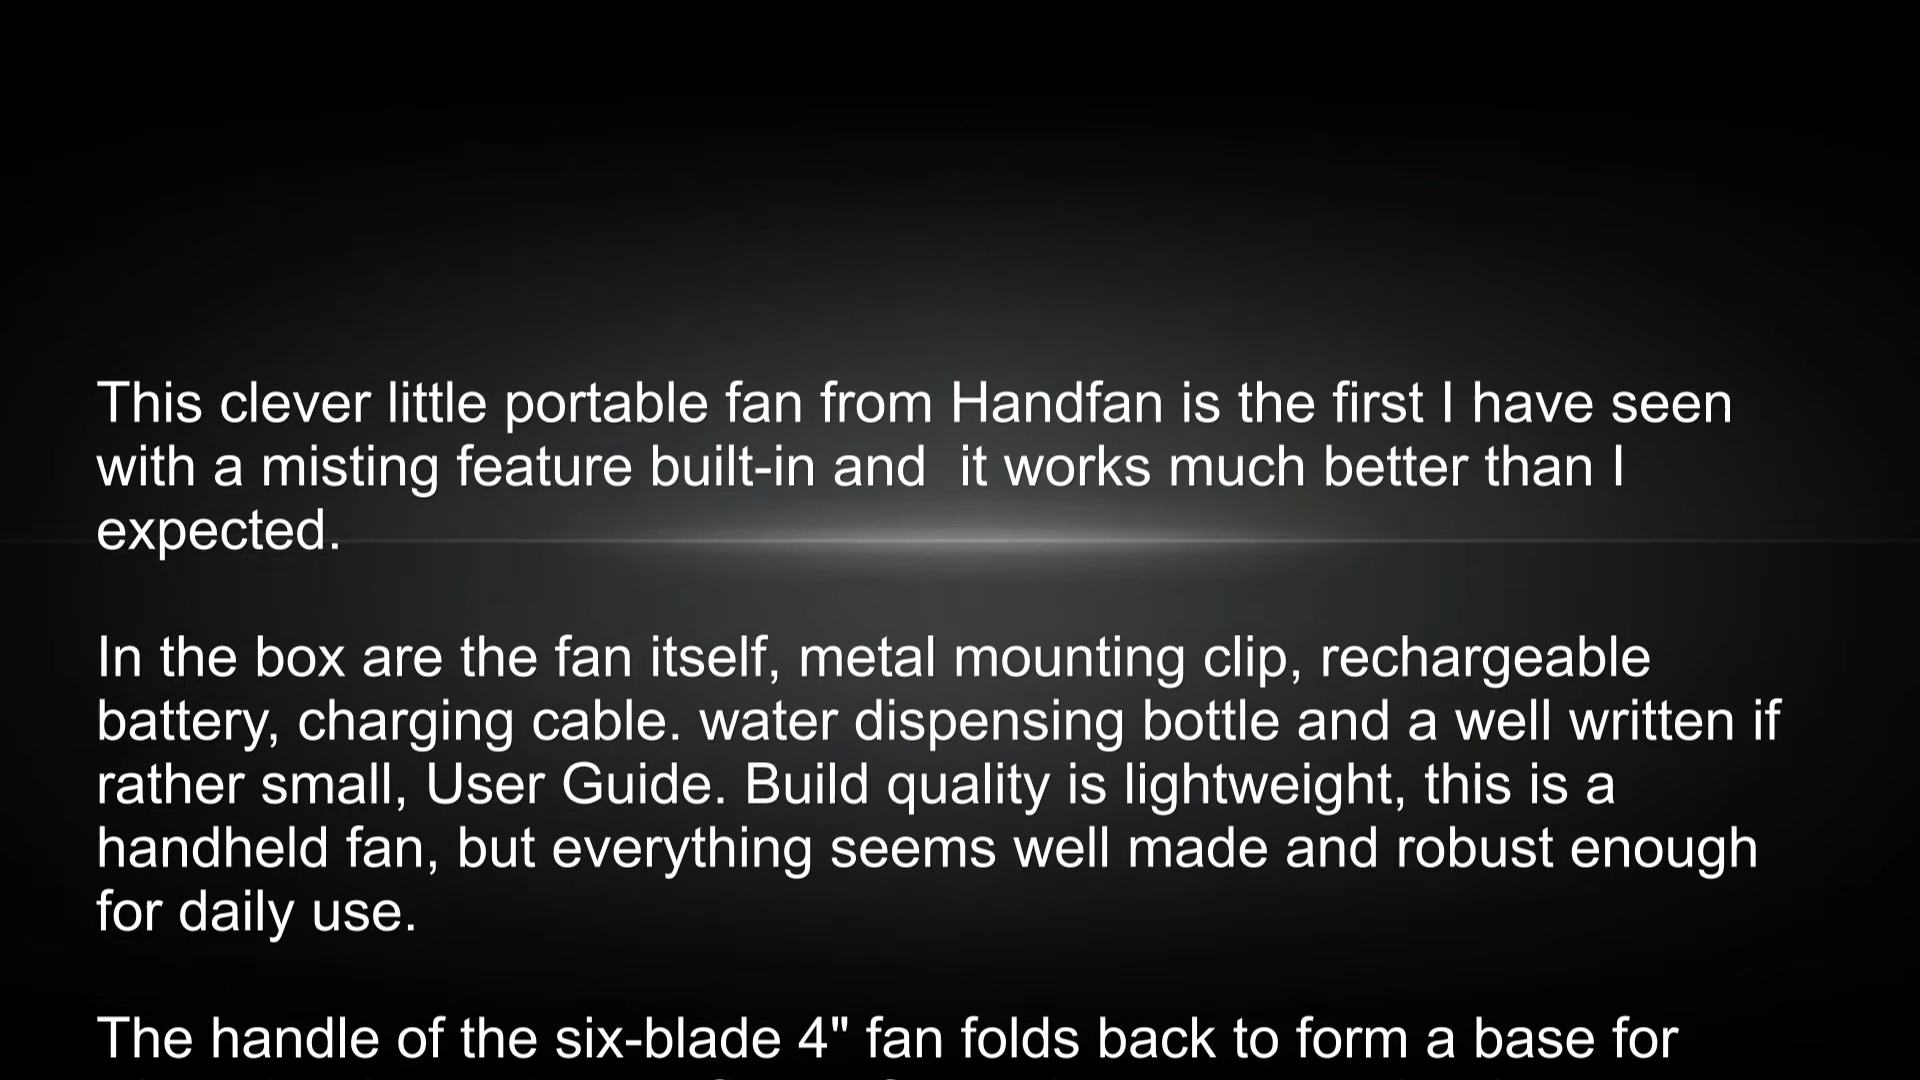 This clever little portable fan from Handfan is the first I have seen
with a misting feature built-in and  it works much better than I
expected.
In the box are the fan itself, metal mounting clip, rechargeable
battery, charging cable. water dispensing bottle and a well written if
rather small, User Guide. Build quality is lightweight, this is a
handheld fan, but everything seems well made and robust enough
for daily use.
The handle of the six-blade 4" fan folds back to form a base for